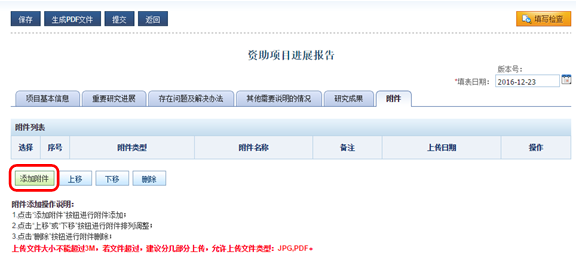 保存 生成PDF文件 提交 返回 填写检查
资助项目进展报告
版本号：
*填表日期： 2016-12-23
项目基本信息 重要研究进展 存在问题及解决办法 其他需要说明的情况 研究成果 附件
附件列表
选择 序号 附件类型 附件名称 备注 上传日期 操作
添加附件 上移 下移 删除
附件添加操作说明：
1.点击“添加附件”按钮进行附件添加；
2.点击“上移”或“下移”按钮进行附件排列调整；
3.点击“删除”按钮进行附件删除；
上传文件大小不能超过3M，若文件超过，建议分几部分上传，允许上传文件类型：JPG,PDF。